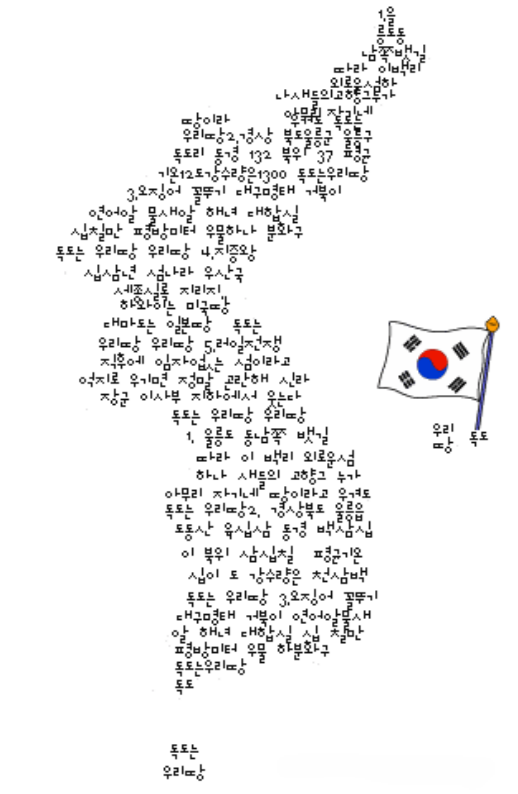 1.울
릉도동
남쪽뱃길
따라 이백리
외로운섬하
나새들의고향그누가
아무리 자기네
땅이라 우겨도 독도는
우리땅2.경상 북도울릉군 울릉구
독도리 동경 132 북위 37 평균
기온12도강수량은1300 독도는우리땅
3.오징어 꼴뚜기 대구명태 거북이
연어알 물새알 해녀 대합실
십칠만 평방미터 우물하나 분화구
독도는 우리땅 우리땅 4.지증왕
십삼년 섬나라 우산국
세종실로 지리지
하와이는 미국땅
대마도는 일본땅 독도는
우리땅 우리땅 5.러일전쟁
직후에 임자없는 섬이라고
억지로 우기면 정말 곤란해 신라
장군 이사부 지하에서 웃는다
독도는 우리땅 우리땅
1. 울릉도 동남쪽 뱃길
따라 이 백리 외로운섬
하나 새들의 고향그 누가
아무리 자기네 땅이라고 우겨도
독도는 우리땅2. 경상북도 울릉읍
도동산 육십삼 동경 백삼십
이 북위 삼십칠 평균기온
십이 도 강수량은 천삼백
독도는 우리땅 3.오징어 꼴뚜기
대구명태 거북이 연어알물새
알 해녀 대합실 십 칠만
평방미터 우물 하분화구
독도는우리땅
독도
우리 독도
땅
독도는
우리땅